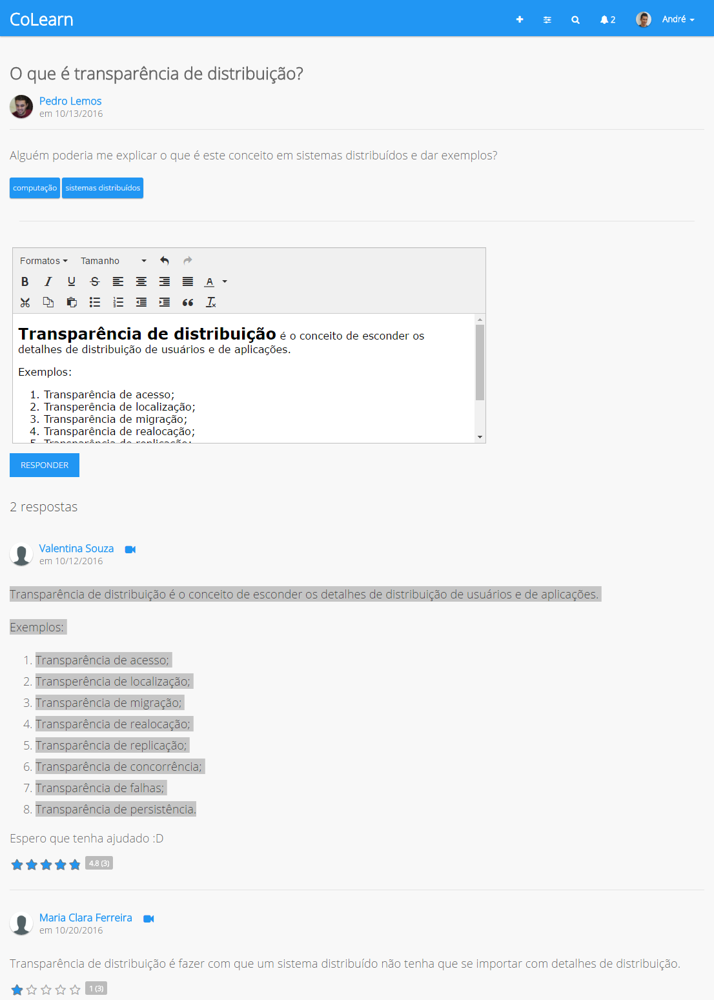 CoLearn
2
André
O que é transparência de distribuição?
Pedro Lemos
em 10/13/2016
Alguém poderia me explicar o que é este conceito em sistemas distribuídos e dar exemplos?
computação sistemas distribuídos
Formatos Tamanho
Transparência de distribuição é o conceito de esconder os
detalhes de distribuição de usuários e de aplicações.
Exemplos:
1. Transparência de acesso;
2. Transperência de localização;
3. Transparência de migração;
4. Transparência de realocação;
5. Transparência de replicação;
RESPONDER
2 respostas
Valentina Souza
em 10/12/2016
Transparência de distribuição é o conceito de esconder os detalhes de distribuição de usuários e de aplicações.
Exemplos:
1. Transparência de acesso;
2. Transperência de localização;
3. Transparência de migração;
4. Transparência de realocação;
5. Transparência de replicação;
6. Transparência de concorrência;
7. Transparência de falhas;
8. Transparência de persistência.
Espero que tenha ajudado :D
4.8 (3)
Maria Clara Ferreira
em 10/20/2016
Transparência de distribuição é fazer com que um sistema distribuído não tenha que se importar com detalhes de distribuição.
1 (3)